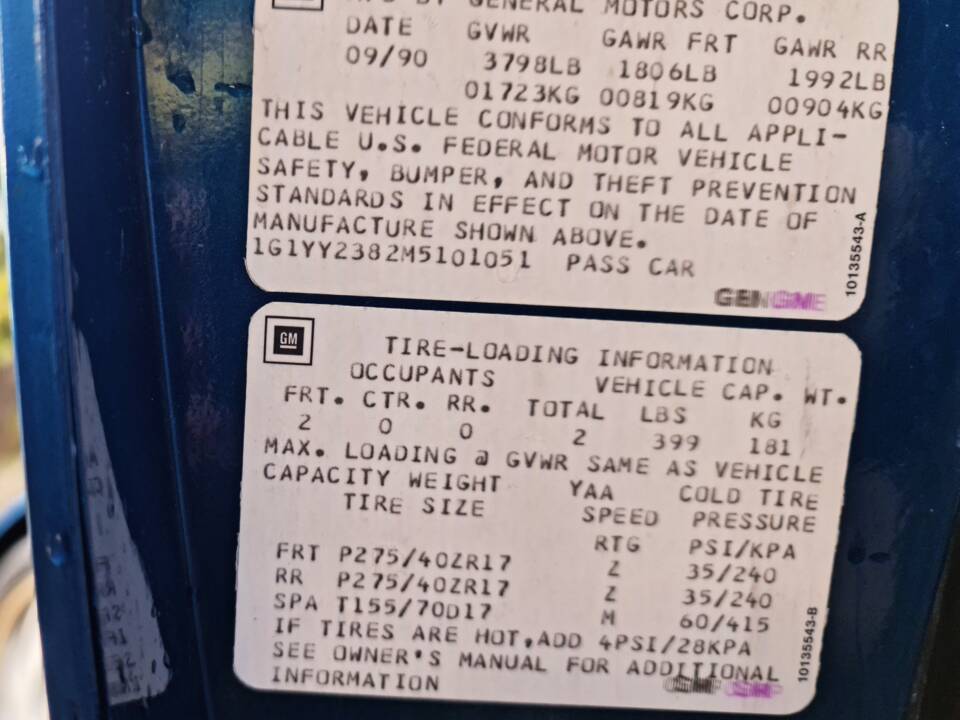 GENERAL MOTORS CORP.
DATE GVWR GAWR FRT GAWR RR
09/90 3798LB 1806LB 1992LB
01723KG 00819KG 00904KG
THIS VEHICLE CONFORMS TO ALL APPLI-
CABLE U.S. FEDERAL MOTOR VEHICLE
SAFETY, BUMPER, AND THEFT PREVENTION
STANDARDS IN EFFECT ON THE DATE OF
MANUFACTURE SHOWN ABOVE.
1G1YY2382M5101051 PASS CAR
GENGME
10135543-A
GM
TIRE-LOADING INFORMATION
OCCUPANTS VEHICLE CAP. WT.
FRT. CTR. RR. TOTAL LBS KG
2 0 0 2 399 181
MAX. LOADING @ GVWR SAME AS VEHICLE
CAPACITY WEIGHT YAA COLD TIRE
TIRE SIZE SPEED PRESSURE
RTG PSI/KPA
FRT P275/40ZR17 Z 35/240
RR P275/40ZR17 Z 35/240
SPA T155/70D17 M 60/415
IF TIRES ARE HOT,ADD 4PSI/28KPA
SEE OWNER'S MANUAL FOR ADDITIONAL
INFORMATION
10135543-B